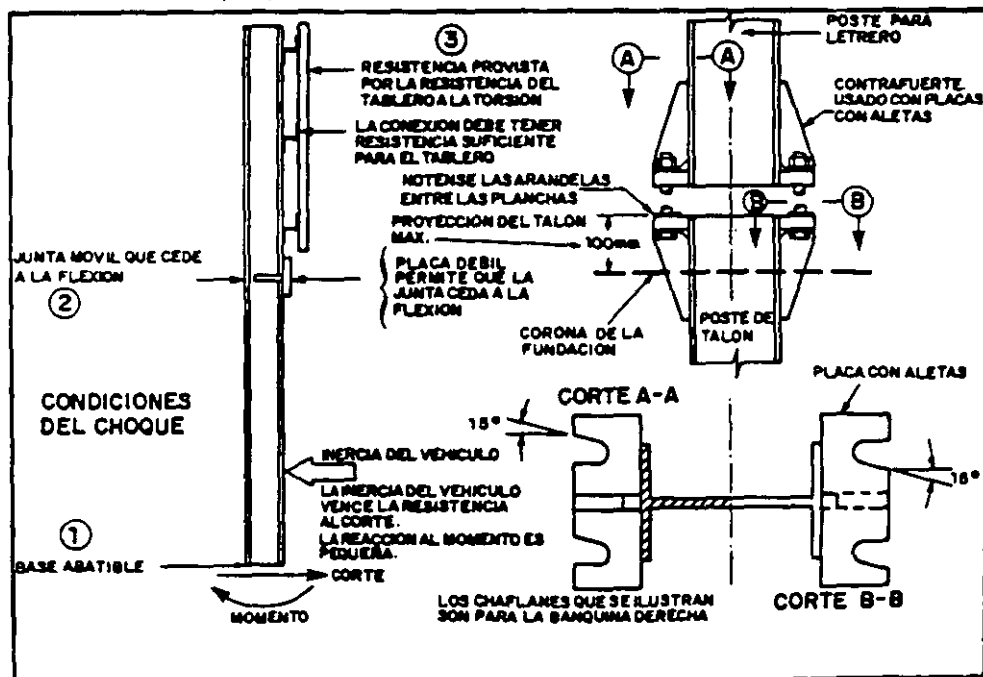 ③
RESISTENCIA PROVISTA
POR LA RESISTENCIA DEL
TABLERO A LA TORSION
LA CONEXION DEBE TENER
RESISTENCIA SUFICIENTE
PARA EL TABLERO
NOTENSE LAS ARANDELAS
ENTRE LAS PLANCHAS
PROYECCION DEL TALON
MAX.
100mm
JUNTA MOVIL QUE CEDE
A LA FLEXION
②
PLACA DEBIL
PERMITE QUE LA
JUNTA CEDA A LA
FLEXION
CONDICIONES
DEL CHOQUE
INERCIA DEL VEHICULO
LA INERCIA DEL VEHICULO
VENCE LA RESISTENCIA
AL CORTE.
LA REACCION AL MOMENTO ES
PEQUEÑA.
①
BASE ABATIBLE
CORTE
MOMENTO
POSTE PARA
LETRERO
A
A
CONTRAFUERTE
USADO CON PLACAS
CON ALETAS
B
B
CORONA DE LA
FUNDACION
POSTE DE
TALON
CORTE A-A
15°
PLACA CON ALETAS
15°
LOS CHAFLANES QUE SE ILUSTRAN
SON PARA LA BANQUINA DERECHA
CORTE B-B